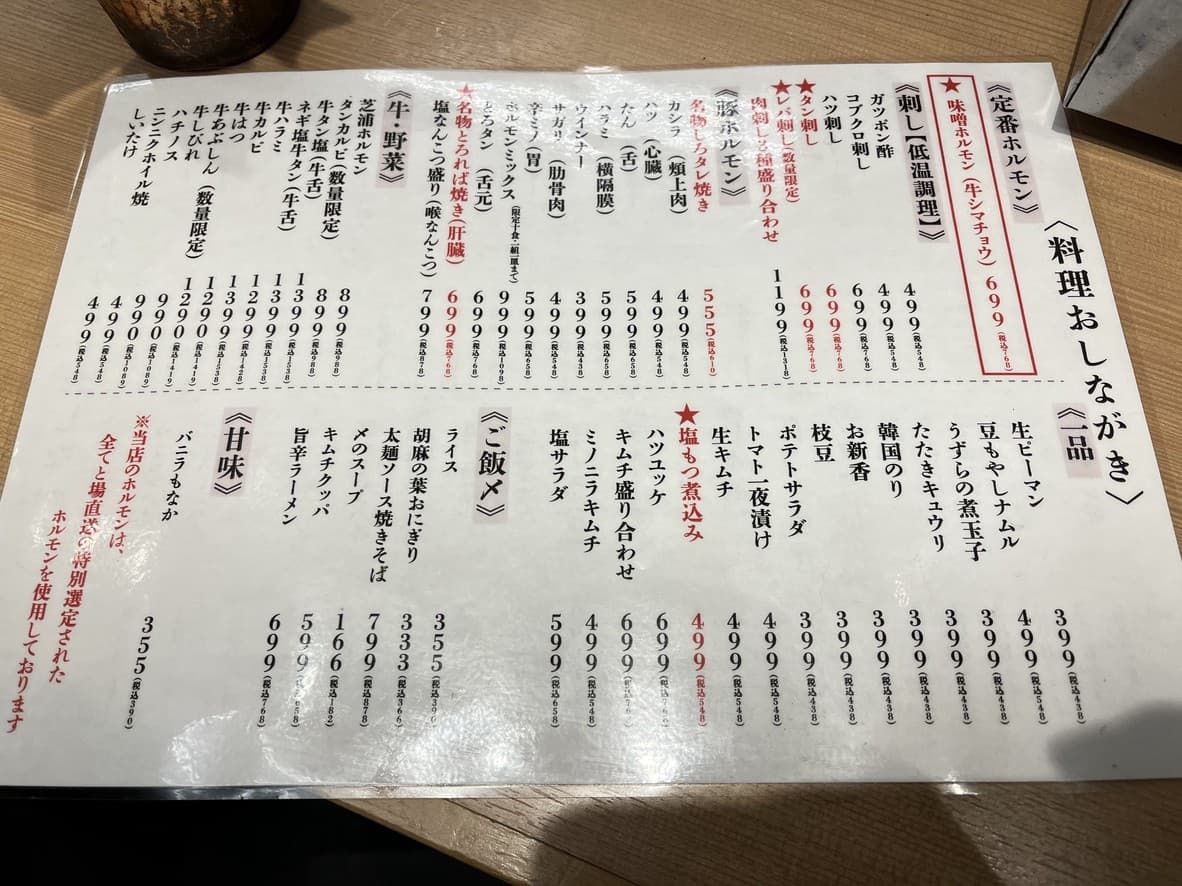 〈料理おしながき〉
《定番ホルモン》
★味噌ホルモン(牛シマチョウ) 699(税込768)
《刺し【低温調理】》
ガツポン酢 499(税込548)
コブクロ刺し 499(税込548)
ハツ刺し 699(税込768)
★タン刺し 699(税込768)
★レバ刺し(数量限定) 699(税込768)
肉刺し3種盛り合わせ 1199(税込1318)
《豚ホルモン》
名物しろタレ焼き 555(税込610)
カシラ(頬上肉) 499(税込548)
ハツ(心臓) 499(税込548)
たん(舌) 599(税込658)
ハラミ(横隔膜) 599(税込658)
ウインナー 399(税込438)
サガリ(肋骨肉) 499(税込548)
辛ミノ(胃) 599(税込658)
ホルモンミックス(限定十食・一組一皿まで) 999(税込1098)
とろタン(舌元) 699(税込768)
★名物とろれば焼き(肝臓) 699(税込768)
塩なんこつ盛り(喉なんこつ) 799(税込878)
《牛・野菜》
芝浦ホルモン 899(税込988)
タンカルビ(数量限定) 899(税込988)
牛タン塩(牛舌) 1399(税込1538)
ネギ塩牛タン(牛舌) 1399(税込1538)
牛ハラミ 1299(税込1428)
牛カルビ 1399(税込1538)
牛はつ 1290(税込1419)
牛あぶしん 1290(税込1419)
牛しびれ(数量限定) 990(税込1089)
ハチノス 990(税込1089)
ニンニクホイル焼 499(税込548)
しいたけ 499(税込548)
《一品》
生ピーマン 399(税込438)
豆もやしナムル 499(税込548)
うずらの煮玉子 399(税込438)
たたきキュウリ 399(税込438)
韓国のり 399(税込438)
お新香 399(税込438)
枝豆 399(税込438)
ポテトサラダ 399(税込438)
トマト一夜漬け 499(税込548)
生キムチ 499(税込548)
★塩もつ煮込み 499(税込548)
ハツユッケ 699(税込768)
キムチ盛り合わせ 699(税込768)
ミノニラキムチ 499(税込548)
塩サラダ 599(税込658)
《ご飯〆》
ライス 355(税込390)
胡麻の葉おにぎり 333(税込366)
太麺ソース焼きそば 799(税込878)
〆のスープ 166(税込182)
キムチクッパ 599(税込658)
旨辛ラーメン 699(税込768)
《甘味》
バニラもなか 355(税込390)
※当店のホルモンは、
全てと場直送の特別選定された
ホルモンを使用しております